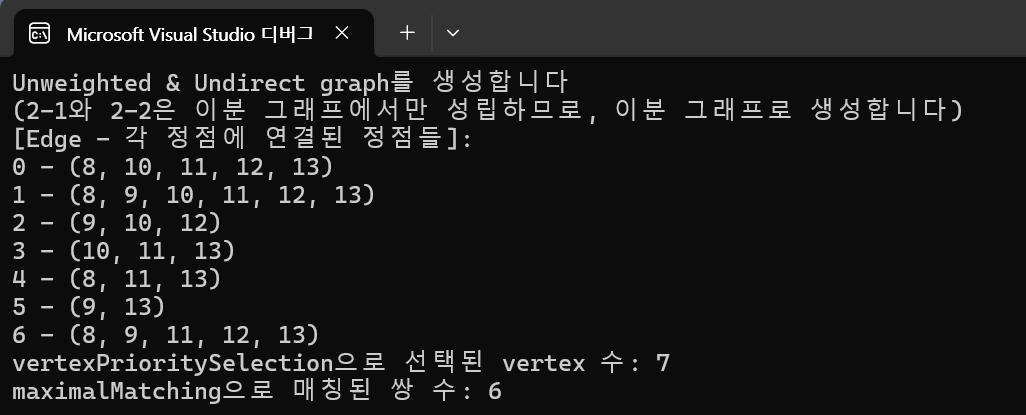 Microsoft Visual Studio 디버그
Unweighted & Undirect graph를 생성합니다
(2-1와 2-2은 이분 그래프에서만 성립하므로, 이분 그래프로 생성합니다)
[Edge - 각 정점에 연결된 정점들]:
0 - (8, 10, 11, 12, 13)
1 - (8, 9, 10, 11, 12, 13)
2 - (9, 10, 12)
3 - (10, 11, 13)
4 - (8, 11, 13)
5 - (9, 13)
6 - (8, 9, 11, 12, 13)
vertexPrioritySelection으로 선택된 vertex 수: 7
maximalMatching으로 매칭된 쌍 수: 6